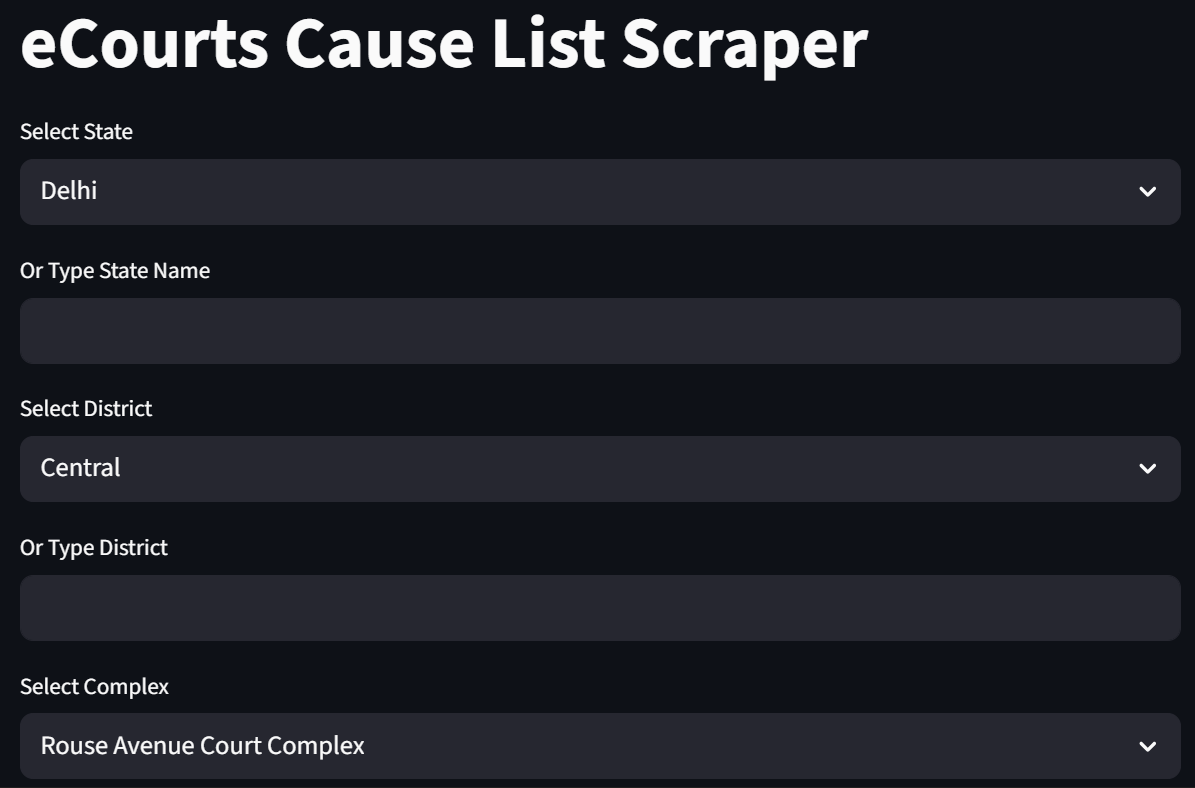 eCourts Cause List Scraper
Select State
Delhi
Or Type State Name
Select District
Central
Or Type District
Select Complex
Rouse Avenue Court Complex